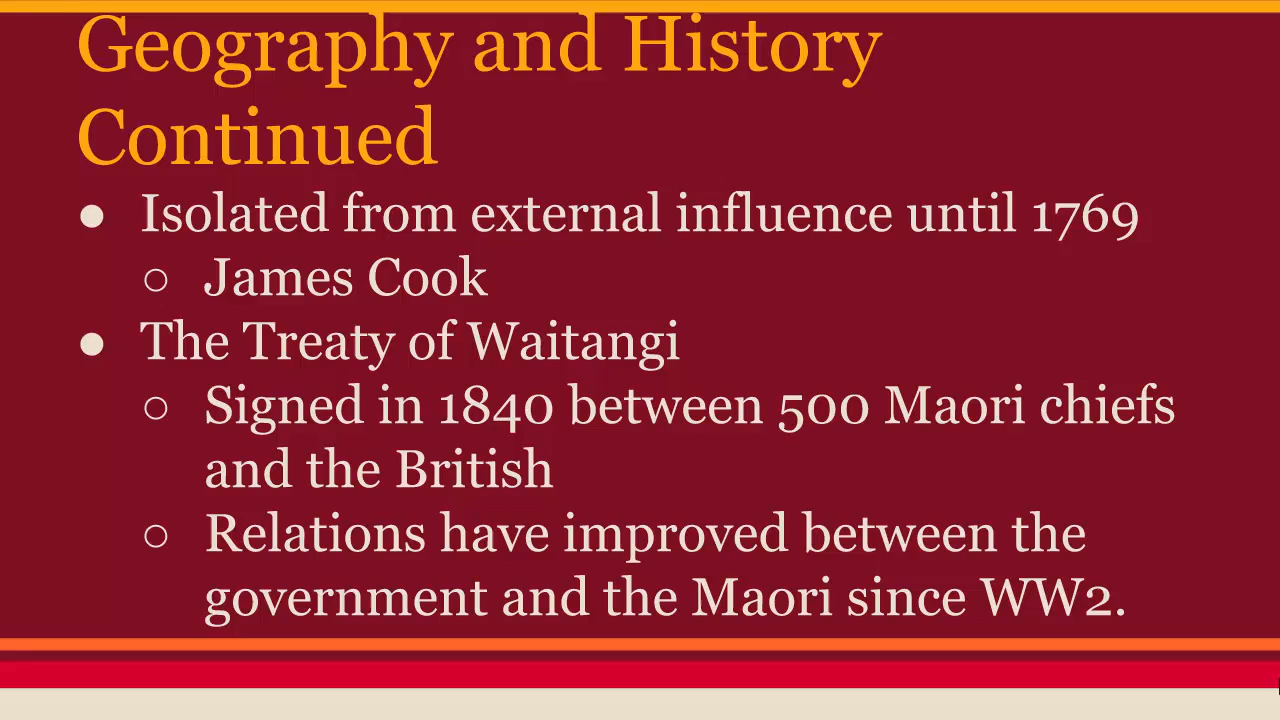 Geography and History
Continued
● Isolated from external influence until 1769
○ James Cook
● The Treaty of Waitangi
○ Signed in 1840 between 500 Maori chiefs
and the British
○ Relations have improved between the
government and the Maori since WW2.